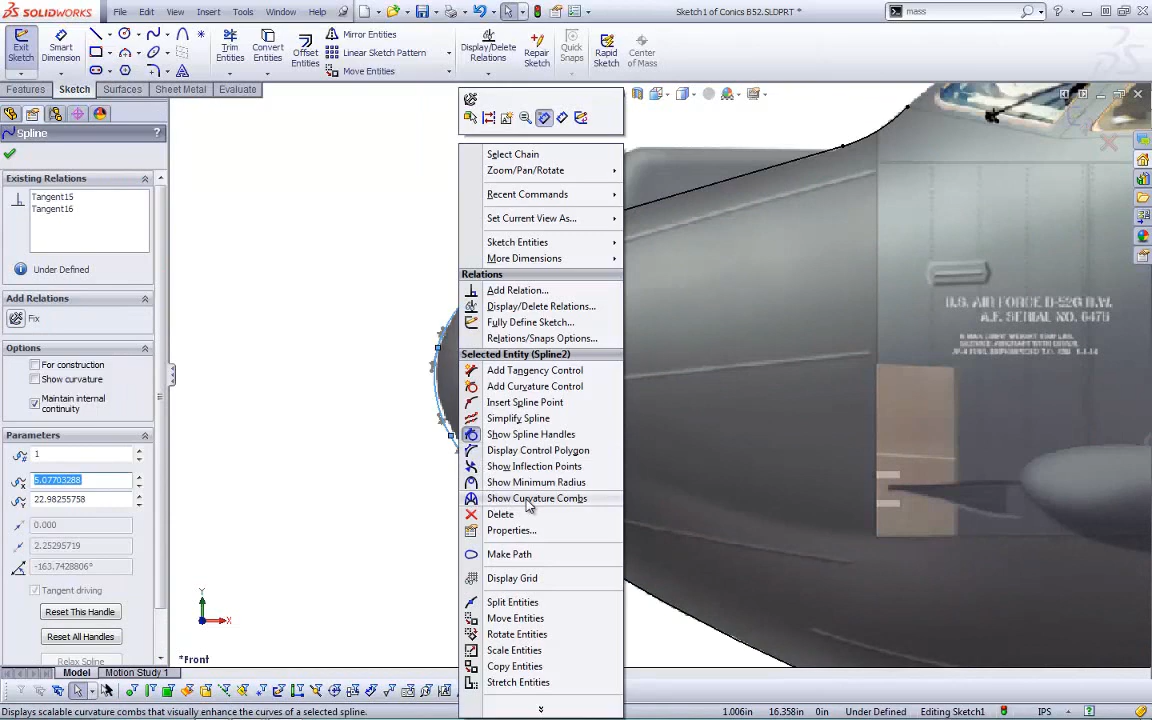 SOLIDWORKS File Edit View Insert Tools Window Help Sketch1 of Conics B52.SLDPRT * mass
Exit Sketch
Smart Dimension
Trim Entities
Convert Entities
Offset Entities
Mirror Entities
Linear Sketch Pattern
Move Entities
Display/Delete Relations
Repair Sketch
Quick Snaps
Rapid Sketch
Center of Mass
Features Sketch Surfaces Sheet Metal Evaluate
Spline ?
Existing Relations
Tangent15
Tangent16
Under Defined
Add Relations
Fix
Options
For construction
Show curvature
Maintain internal
continuity
Parameters
1
5.07703288
22.98255758
0.000
2.25295719
-163.7428806°
Tangent driving
Reset This Handle
Reset All Handles
Relax Spline
Select Chain
Zoom/Pan/Rotate
Recent Commands
Set Current View As...
Sketch Entities
More Dimensions
Relations
Add Relation...
Display/Delete Relations...
Fully Define Sketch...
Relations/Snaps Options...
Selected Entity (Spline2)
Add Tangency Control
Add Curvature Control
Insert Spline Point
Simplify Spline
Show Spline Handles
Display Control Polygon
Show Inflection Points
Show Minimum Radius
Show Curvature Combs
Delete
Properties...
Make Path
Display Grid
Split Entities
Move Entities
Rotate Entities
Scale Entities
Copy Entities
Stretch Entities
U.S. AIR FORCE
A.F. SERIAL NO.
Y
X
*Front
Model Motion Study 1
Displays scalable curvature combs that visually enhance the curves of a selected spline. 1.006in 16.358in 0in Under Defined Editing Sketch1 IPS